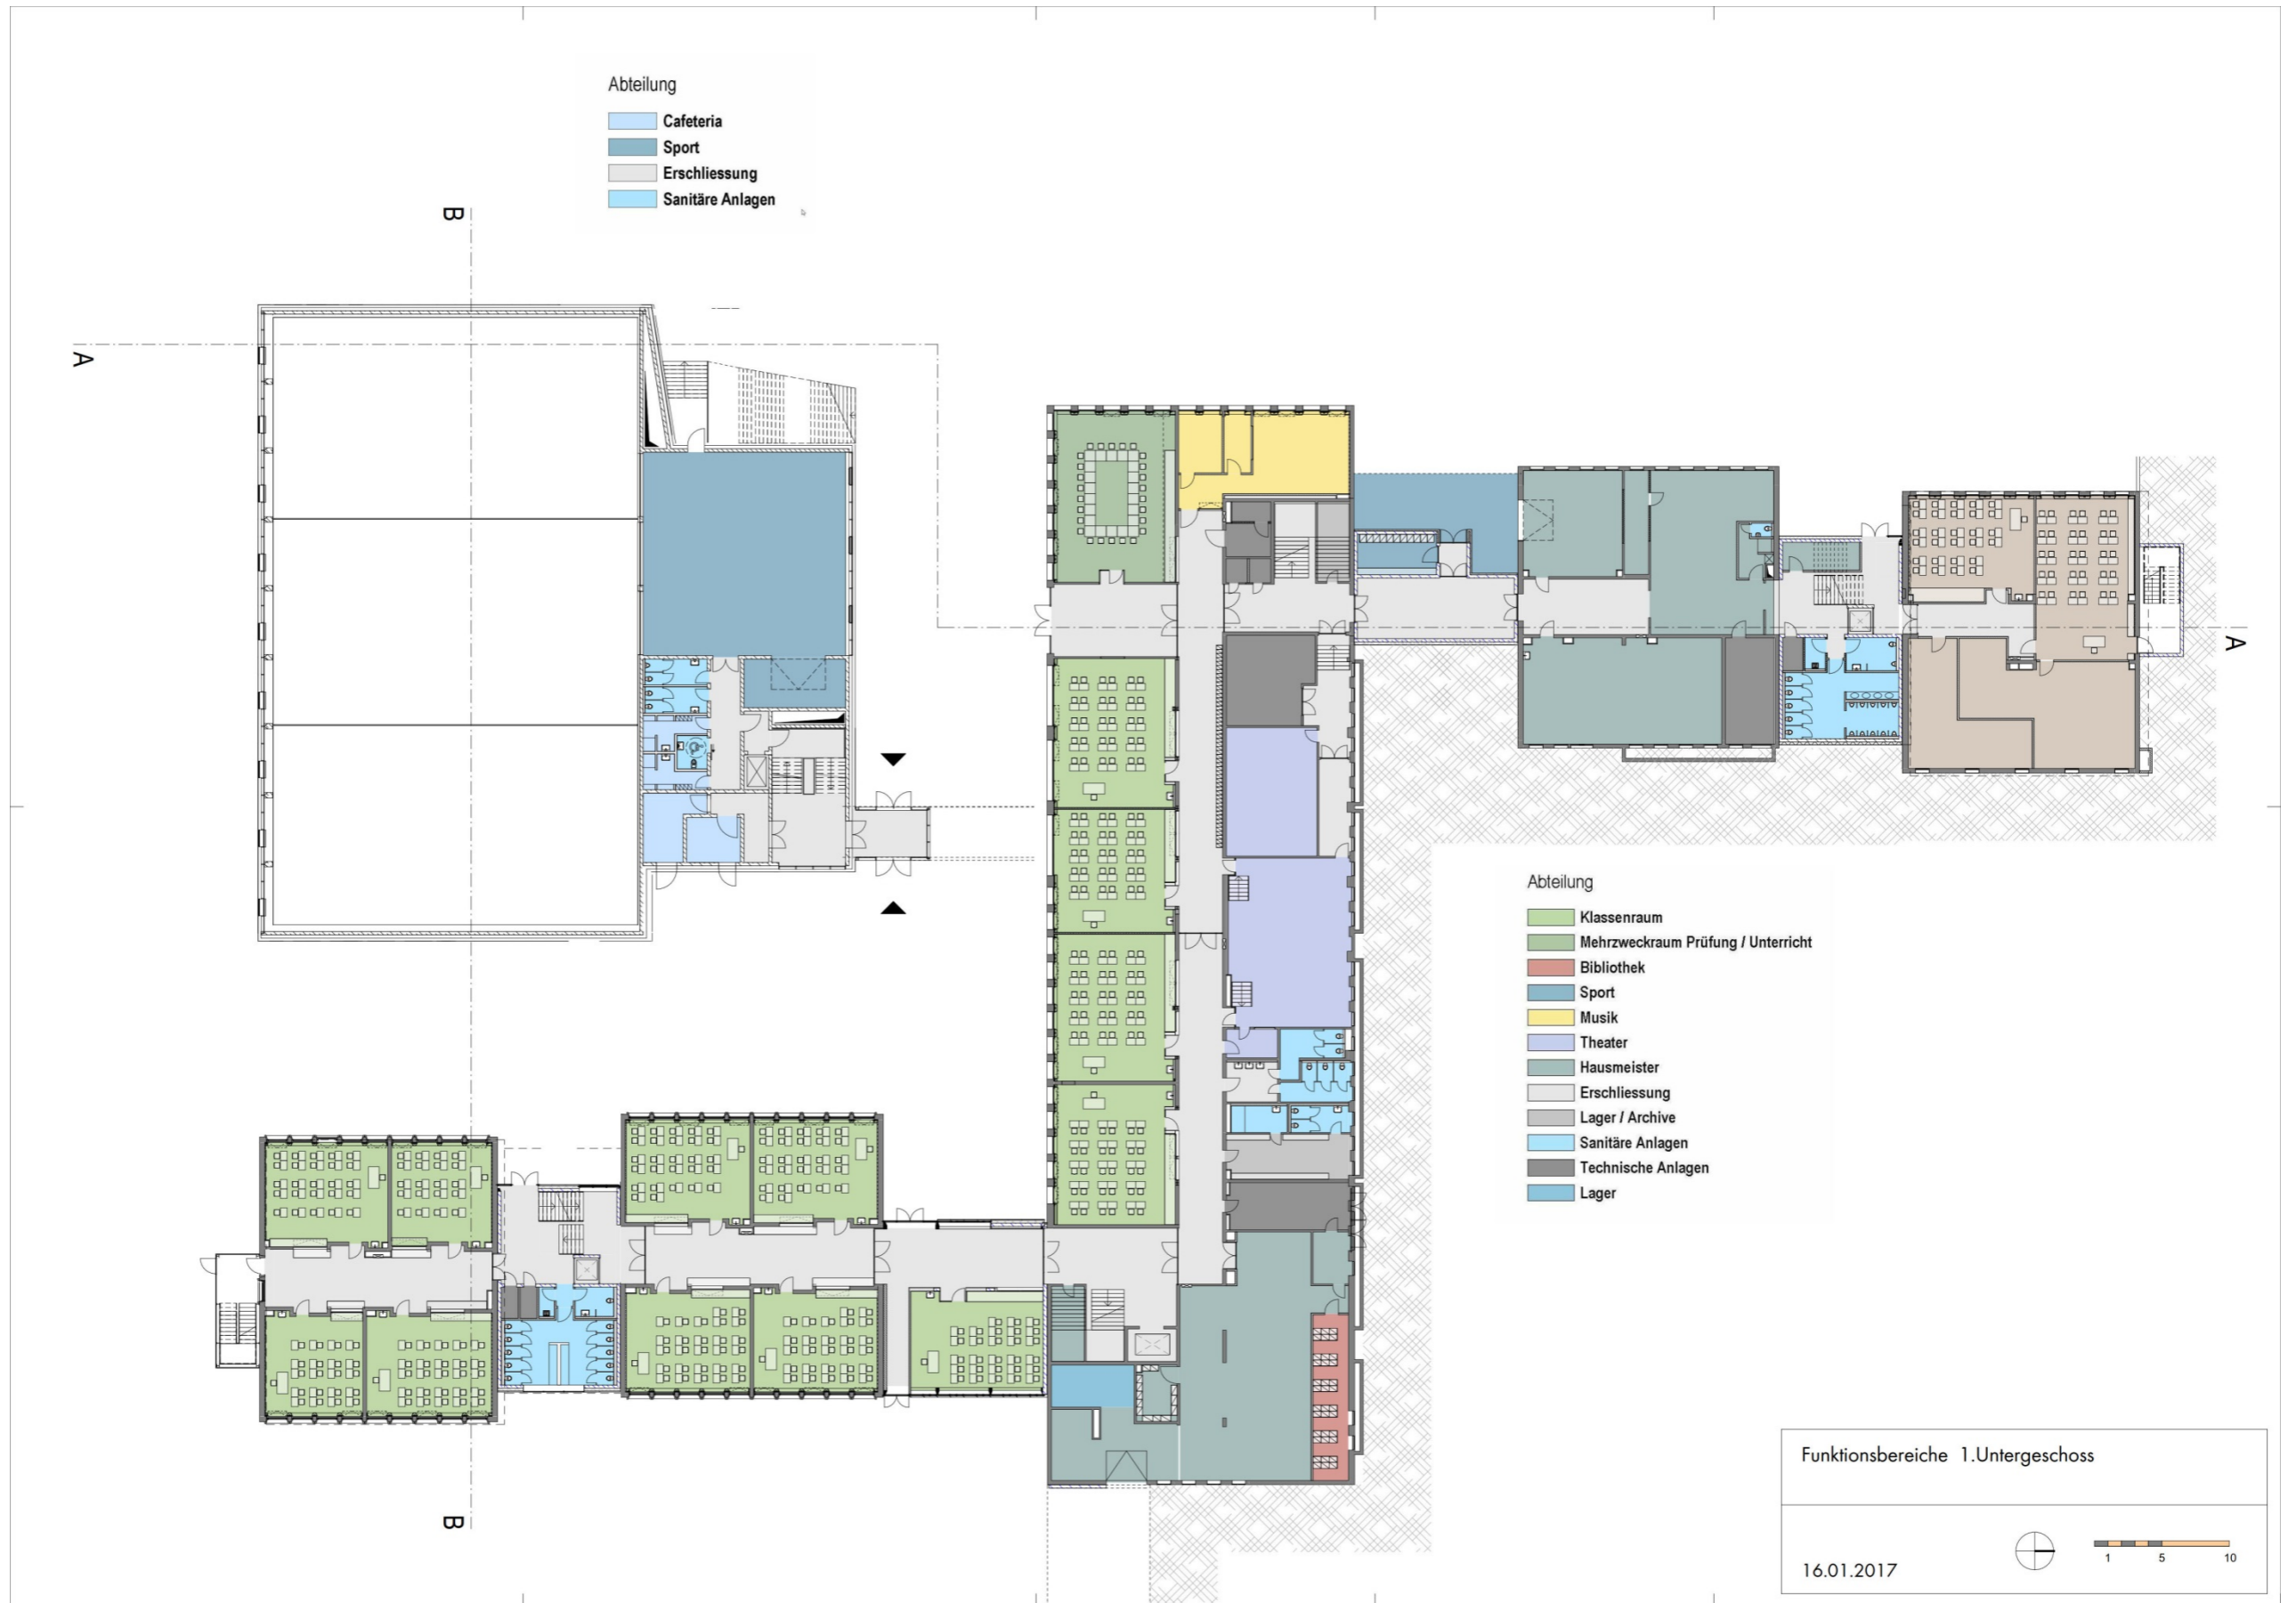 Abteilung
Cafeteria
Sport
Erschliessung
Sanitäre Anlagen
B
A
A
Abteilung
Klassenraum
Mehrzweckraum Prüfung / Unterricht
Bibliothek
Sport
Musik
Theater
Hausmeister
Erschliessung
Lager / Archive
Sanitäre Anlagen
Technische Anlagen
Lager
B
Funktionsbereiche 1.Untergeschoss
16.01.2017
1 5 10